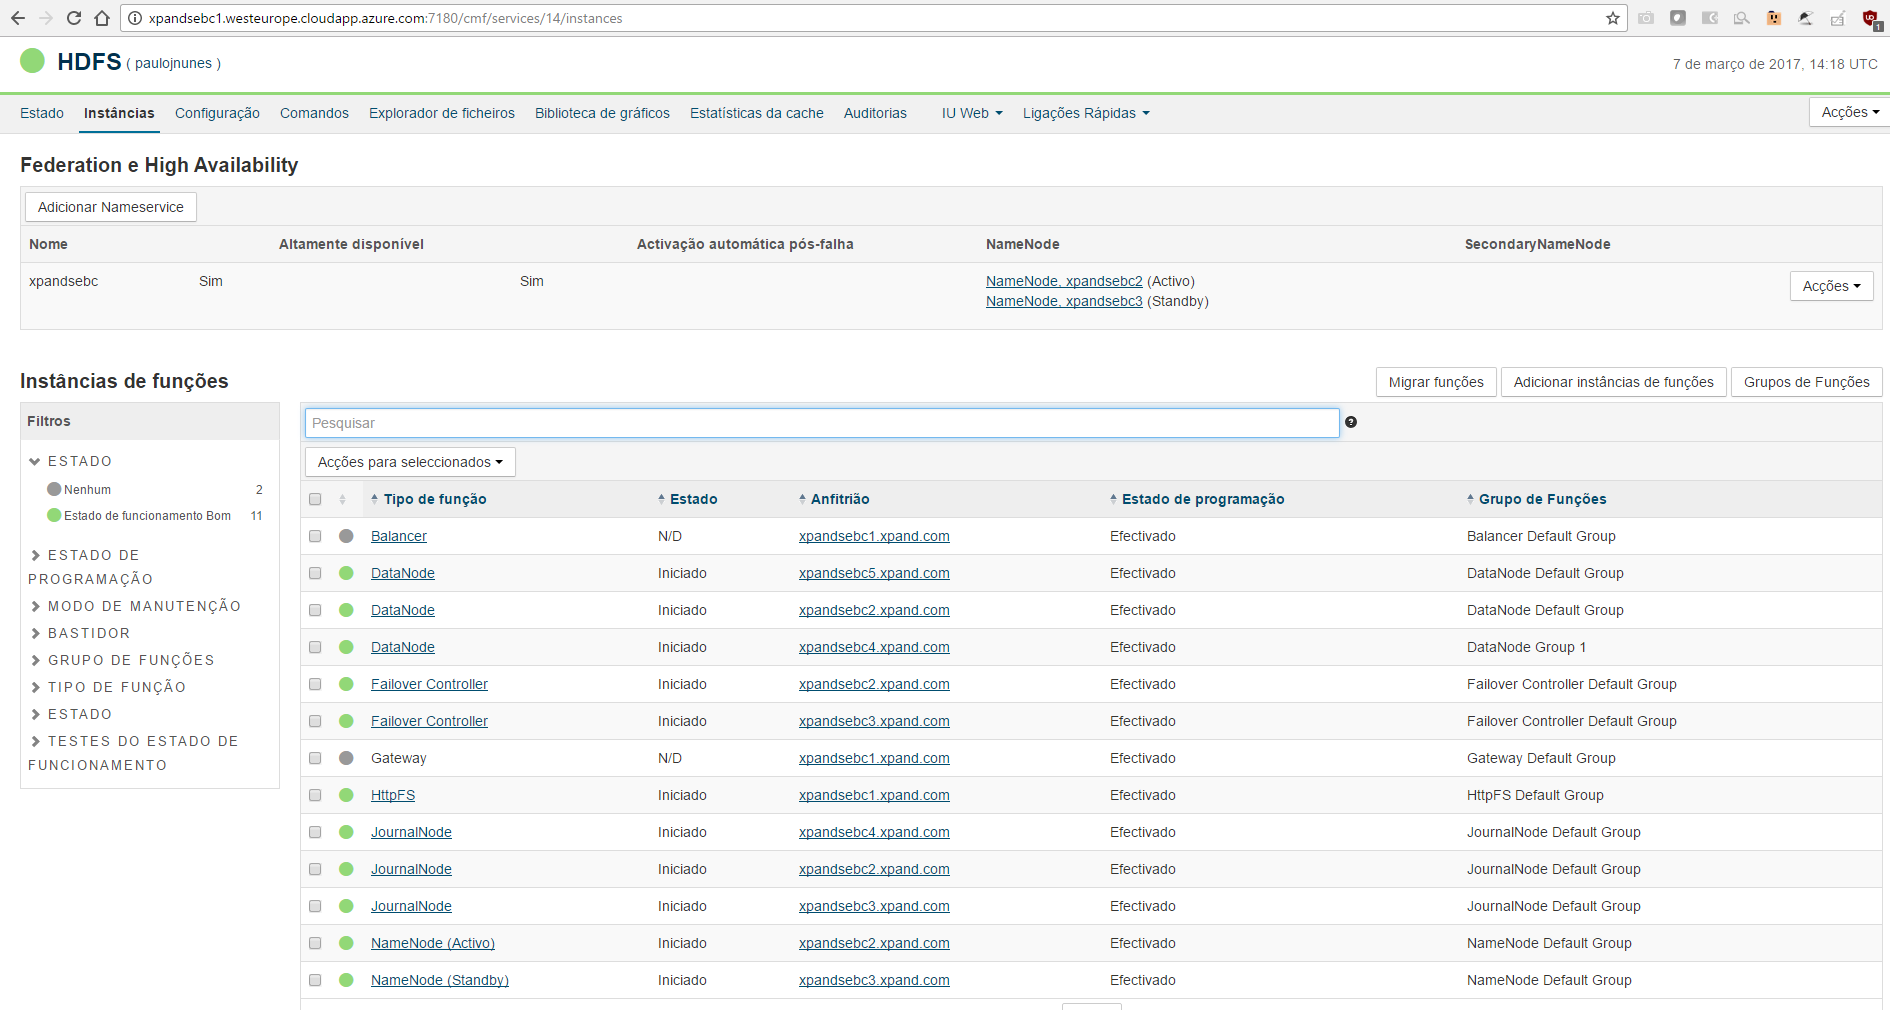 xpandsebc1.westeurope.cloudapp.azure.com:7180/cmf/services/14/instances
1
HDFS ( paulojnunes )
7 de março de 2017, 14:18 UTC
Estado Instâncias Configuração Comandos Explorador de ficheiros Biblioteca de gráficos Estatísticas da cache Auditorias IU Web Ligações Rápidas Acções
Federation e High Availability
Adicionar Nameservice
Nome Altamente disponível Activação automática pós-falha NameNode SecondaryNameNode
xpandsebc Sim Sim NameNode, xpandsebc2 (Activo)
NameNode, xpandsebc3 (Standby)
Acções
Instâncias de funções
Migrar funções Adicionar instâncias de funções Grupos de Funções
Filtros
ESTADO
Nenhum 2
Estado de funcionamento Bom 11
ESTADO DE
PROGRAMAÇÃO
MODO DE MANUTENÇÃO
BASTIDOR
GRUPO DE FUNÇÕES
TIPO DE FUNÇÃO
ESTADO
TESTES DO ESTADO DE
FUNCIONAMENTO
Pesquisar ?
Acções para seleccionados
Tipo de função Estado Anfitrião Estado de programação Grupo de Funções
Balancer N/D xpandsebc1.xpand.com Efectivado Balancer Default Group
DataNode Iniciado xpandsebc5.xpand.com Efectivado DataNode Default Group
DataNode Iniciado xpandsebc2.xpand.com Efectivado DataNode Default Group
DataNode Iniciado xpandsebc4.xpand.com Efectivado DataNode Group 1
Failover Controller Iniciado xpandsebc2.xpand.com Efectivado Failover Controller Default Group
Failover Controller Iniciado xpandsebc3.xpand.com Efectivado Failover Controller Default Group
Gateway N/D xpandsebc1.xpand.com Efectivado Gateway Default Group
HttpFS Iniciado xpandsebc1.xpand.com Efectivado HttpFS Default Group
JournalNode Iniciado xpandsebc4.xpand.com Efectivado JournalNode Default Group
JournalNode Iniciado xpandsebc2.xpand.com Efectivado JournalNode Default Group
JournalNode Iniciado xpandsebc3.xpand.com Efectivado JournalNode Default Group
NameNode (Activo) Iniciado xpandsebc2.xpand.com Efectivado NameNode Default Group
NameNode (Standby) Iniciado xpandsebc3.xpand.com Efectivado NameNode Default Group